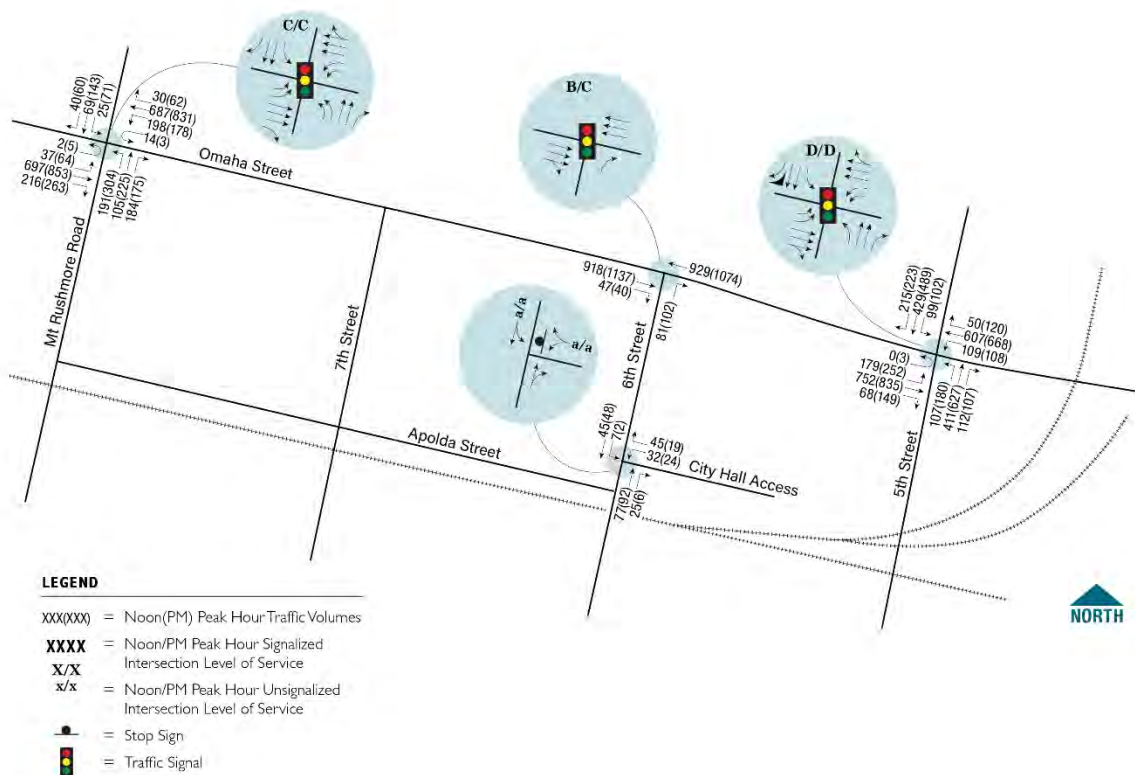 C/C
B/C
D/D
40(60)
69(143)
25(71)
30(62)
687(831)
198(178)
14(3)
2(5)
37(64)
697(853)
216(263)
191(304)
105(225)
184(175)
Omaha Street
Mt Rushmore Road
7th Street
918(1137)
47(40)
929(1074)
81(102)
6th Street
a/a
a/a
215(223)
429(489)
99(102)
50(120)
607(668)
109(108)
0(3)
179(252)
752(835)
68(149)
107(180)
411(627)
112(107)
5th Street
Apolda Street
45(48)
7(2)
45(19)
32(24)
City Hall Access
77(92)
25(6)
LEGEND
XXX(XXX) = Noon(PM) Peak Hour Traffic Volumes
XXXX = Noon/PM Peak Hour Signalized
X/X Intersection Level of Service
x/x = Noon/PM Peak Hour Unsignalized
Intersection Level of Service
= Stop Sign
= Traffic Signal
NORTH